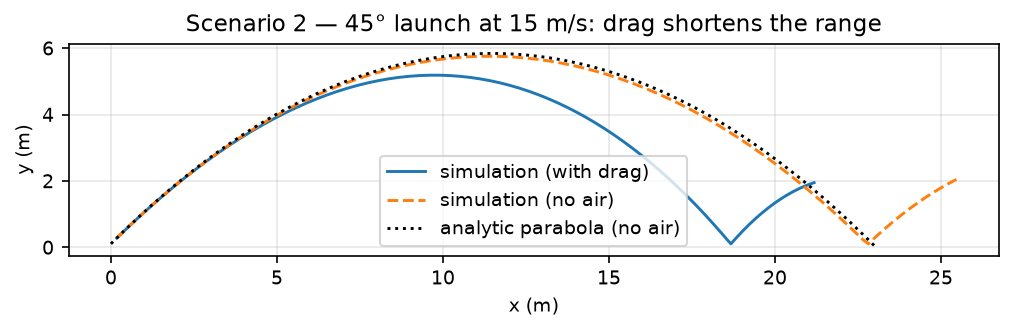 Scenario 2 — 45° launch at 15 m/s: drag shortens the range
y (m)
6
4
2
0
simulation (with drag)
simulation (no air)
analytic parabola (no air)
0 5 10 15 20 25
x (m)